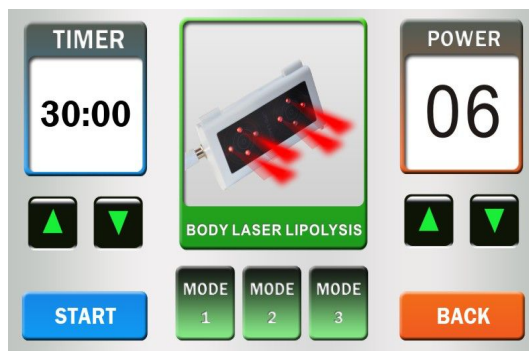 TIMER
30:00
BODY LASER LIPOLYSIS
POWER
06
START
MODE
1
MODE
2
MODE
3
BACK